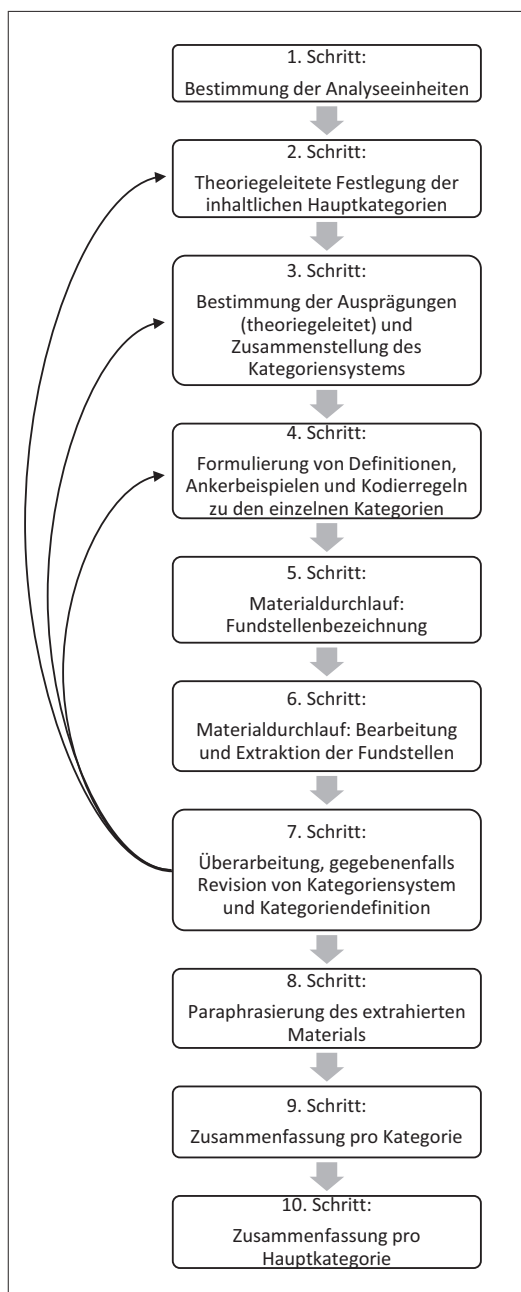 1. Schritt:
Bestimmung der Analyseeinheiten
2. Schritt:
Theoriegeleitete Festlegung der
inhaltlichen Hauptkategorien
3. Schritt:
Bestimmung der Ausprägungen
(theoriegeleitet) und
Zusammenstellung des
Kategoriensystems
4. Schritt:
Formulierung von Definitionen,
Ankerbeispielen und Kodierregeln
zu den einzelnen Kategorien
5. Schritt:
Materialdurchlauf:
Fundstellenbezeichnung
6. Schritt:
Materialdurchlauf: Bearbeitung
und Extraktion der Fundstellen
7. Schritt:
Überarbeitung, gegebenenfalls
Revision von Kategoriensystem
und Kategoriendefinition
8. Schritt:
Paraphrasierung des extrahierten
Materials
9. Schritt:
Zusammenfassung pro Kategorie
10. Schritt:
Zusammenfassung pro
Hauptkategorie